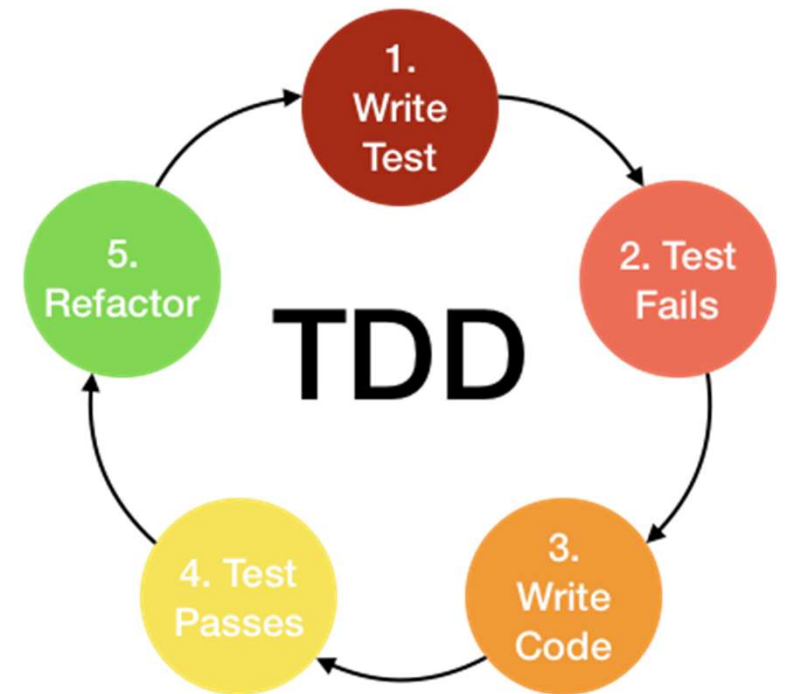 1.
Write
Test
2. Test
Fails
3.
Write
Code
4. Test
Passes
5.
Refactor
TDD